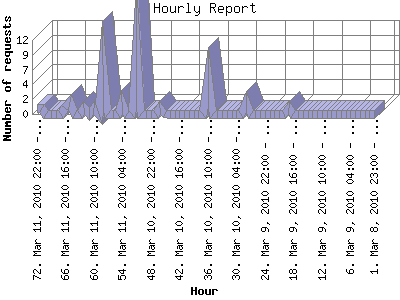 Hourly Report
Number of requests
12
9
7
4
2
0
72. Mar 11, 2010 22:00 - ...
66. Mar 11, 2010 16:00 - ...
60. Mar 11, 2010 10:00 - ...
54. Mar 11, 2010 04:00 - ...
48. Mar 10, 2010 22:00 - ...
42. Mar 10, 2010 16:00 - ...
36. Mar 10, 2010 10:00 - ...
30. Mar 10, 2010 04:00 - ...
24. Mar 9, 2010 22:00 - ...
18. Mar 9, 2010 16:00 - ...
12. Mar 9, 2010 10:00 - ...
6. Mar 9, 2010 04:00 - ...
1. Mar 8, 2010 23:00 - ...
Hour